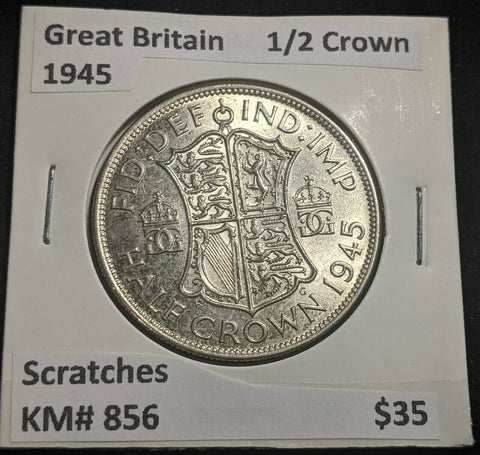 Great Britain 1/2 Crown
1945
FID: DEF IND: IMP
HALF CROWN 1945
Scratches
KM# 856 $35